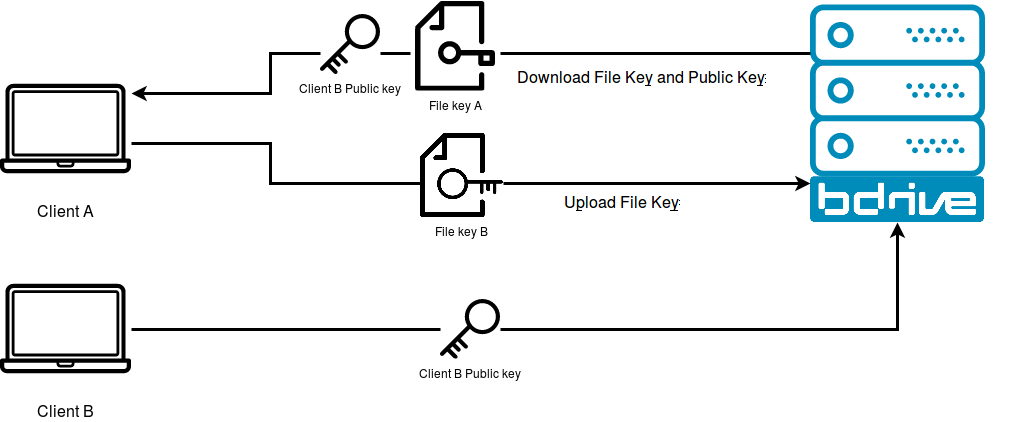 Client B Public key
File key A
Download File Key and Public Key:
Client A
File key B
Upload File Key:
bdrive
Client B Public key
Client B